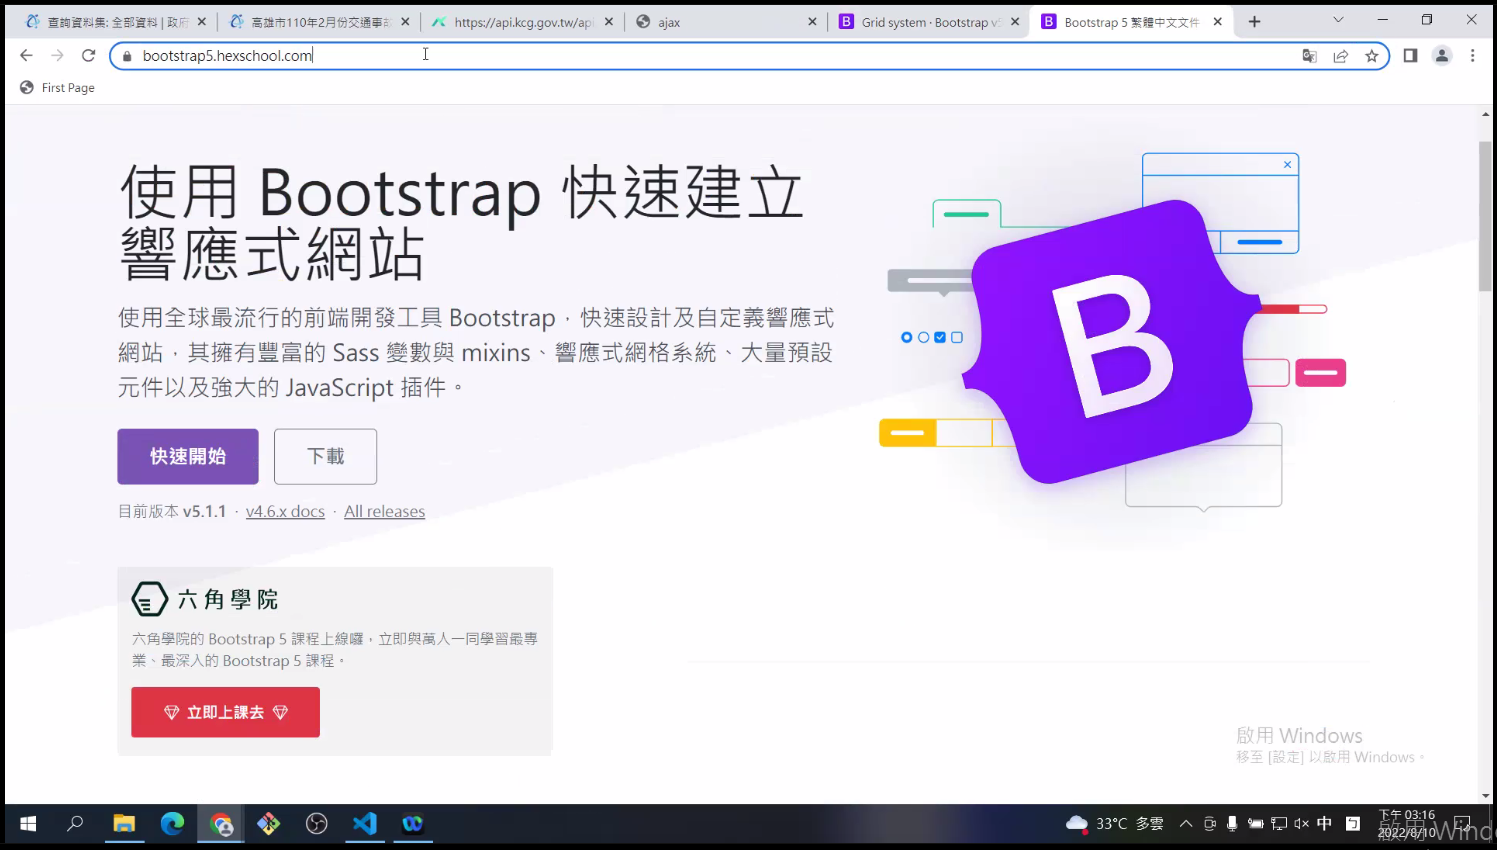 查詢資料集: 全部資料 | 政府
高雄市110年2月份交通事故
https://api.kcg.gov.tw/api
ajax
Grid system · Bootstrap v5
Bootstrap 5 繁體中文文件
bootstrap5.hexschool.com
First Page
使用 Bootstrap 快速建立
響應式網站
使用全球最流行的前端開發工具 Bootstrap，快速設計及自定義響應式
網站，其擁有豐富的 Sass 變數與 mixins、響應式網格系統、大量預設
元件以及強大的 JavaScript 插件。
快速開始
下載
目前版本 v5.1.1 · v4.6.x docs · All releases
六角學院
六角學院的 Bootstrap 5 課程上線囉，立即與萬人一同學習最專
業、最深入的 Bootstrap 5 課程。
立即上課去
啟用 Windows
移至 [設定] 以啟用 Windows。
33°C 多雲
中
下午 03:16
2022/8/10
啟用 Windo